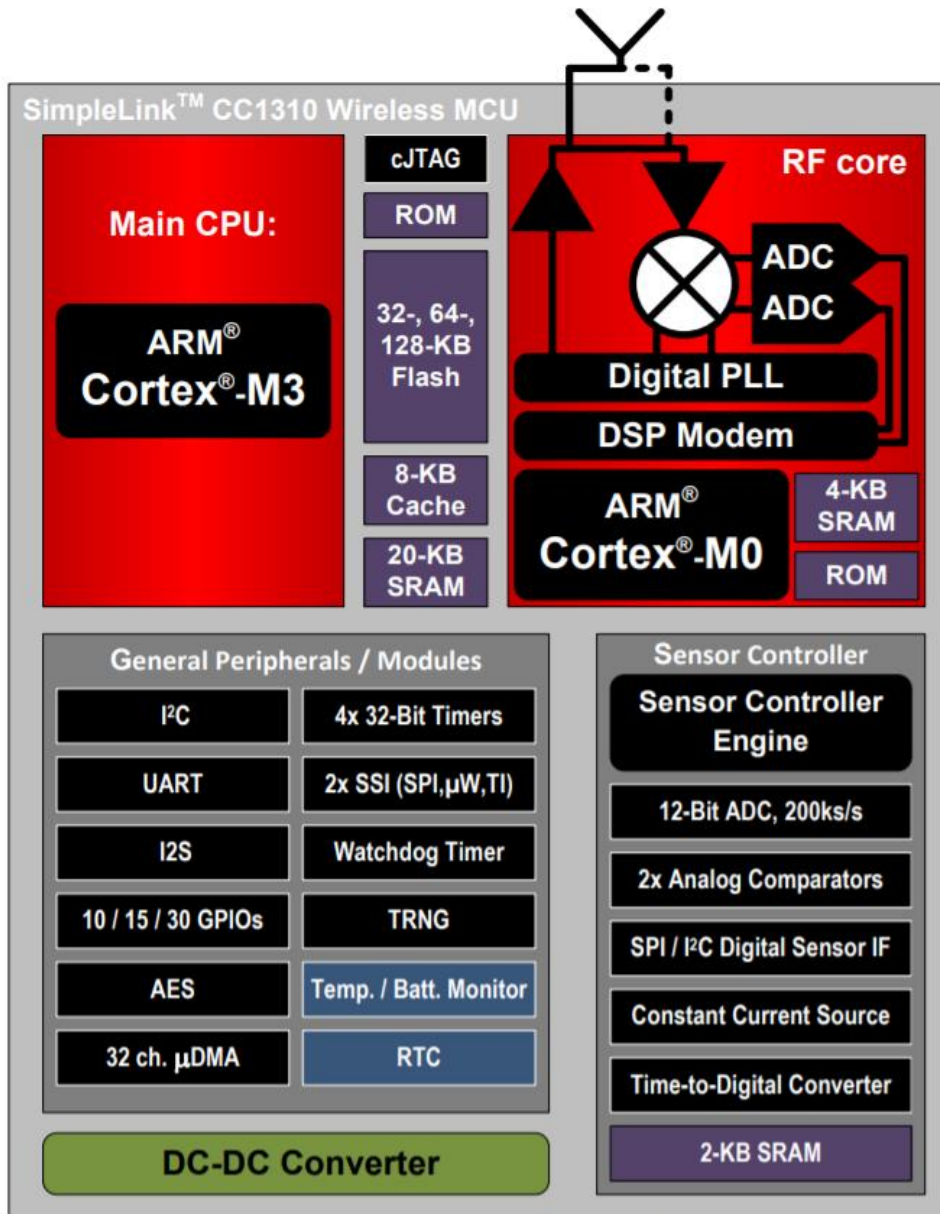 SimpleLink™ CC1310 Wireless MCU
Main CPU:
ARM®
Cortex®-M3
cJTAG
ROM
32-, 64-,
128-KB
Flash
8-KB
Cache
20-KB
SRAM
RF core
ADC
ADC
Digital PLL
DSP Modem
ARM®
Cortex®-M0
4-KB
SRAM
ROM
General Peripherals / Modules
I²C
4x 32-Bit Timers
UART
2x SSI (SPI,µW,TI)
I2S
Watchdog Timer
10 / 15 / 30 GPIOs
TRNG
AES
Temp. / Batt. Monitor
32 ch. µDMA
RTC
Sensor Controller
Sensor Controller
Engine
12-Bit ADC, 200ks/s
2x Analog Comparators
SPI / I²C Digital Sensor IF
Constant Current Source
Time-to-Digital Converter
2-KB SRAM
DC-DC Converter